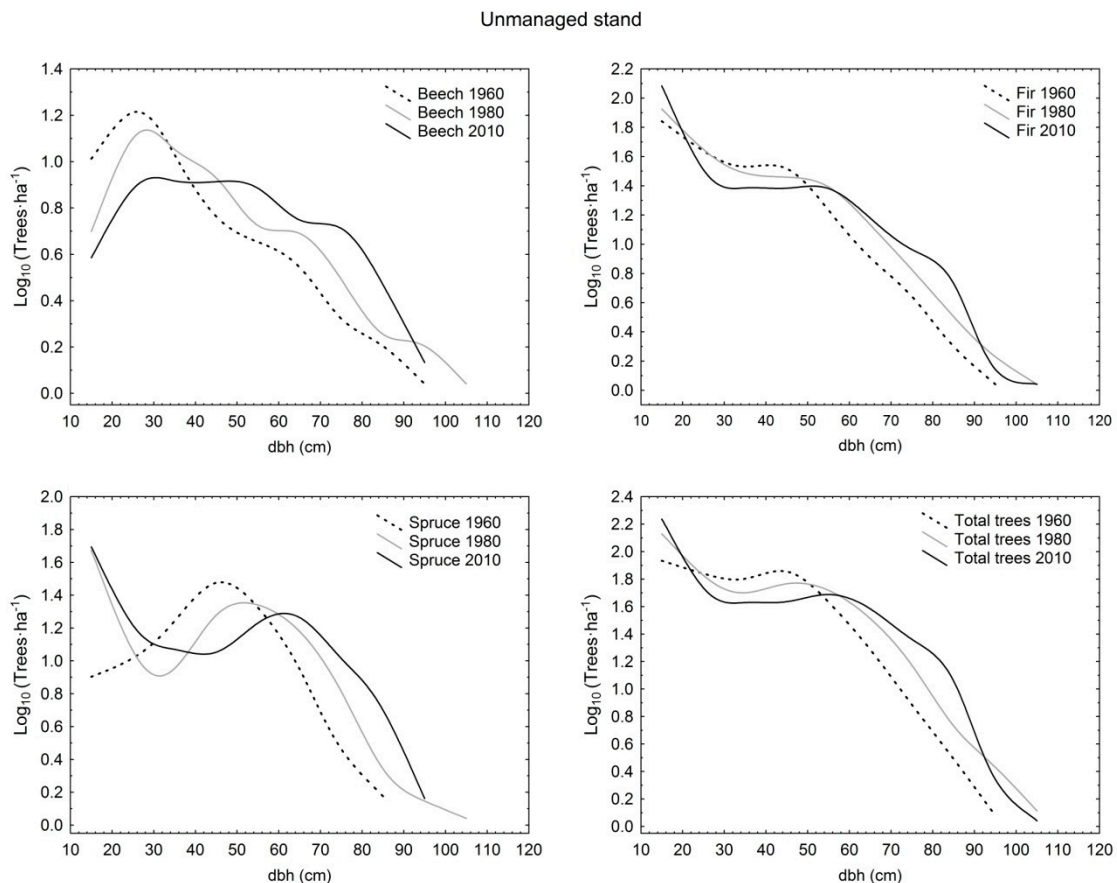 Unmanaged stand
Log₁₀ (Trees·ha⁻¹)
1.4
1.2
1.0
0.8
0.6
0.4
0.2
0.0
Beech 1960
Beech 1980
Beech 2010
10 20 30 40 50 60 70 80 90 100 110 120
dbh (cm)
Log₁₀ (Trees·ha⁻¹)
2.2
2.0
1.8
1.6
1.4
1.2
1.0
0.8
0.6
0.4
0.2
0.0
Fir 1960
Fir 1980
Fir 2010
10 20 30 40 50 60 70 80 90 100 110 120
dbh (cm)
Log₁₀ (Trees·ha⁻¹)
2.0
1.8
1.6
1.4
1.2
1.0
0.8
0.6
0.4
0.2
0.0
Spruce 1960
Spruce 1980
Spruce 2010
10 20 30 40 50 60 70 80 90 100 110 120
dbh (cm)
Log₁₀ (Trees·ha⁻¹)
2.4
2.2
2.0
1.8
1.6
1.4
1.2
1.0
0.8
0.6
0.4
0.2
0.0
Total trees 1960
Total trees 1980
Total trees 2010
10 20 30 40 50 60 70 80 90 100 110 120
dbh (cm)